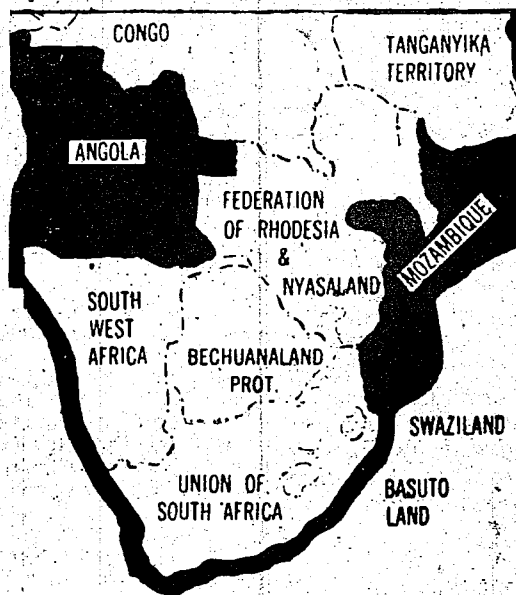 CONGO
TANGANYIKA
TERRITORY
ANGOLA
FEDERATION
OF RHODESIA
&
NYASALAND
MOZAMBIQUE
SOUTH
WEST
AFRICA
BECHUANALAND
PROT.
SWAZILAND
UNION OF
SOUTH AFRICA
BASUTO
LAND